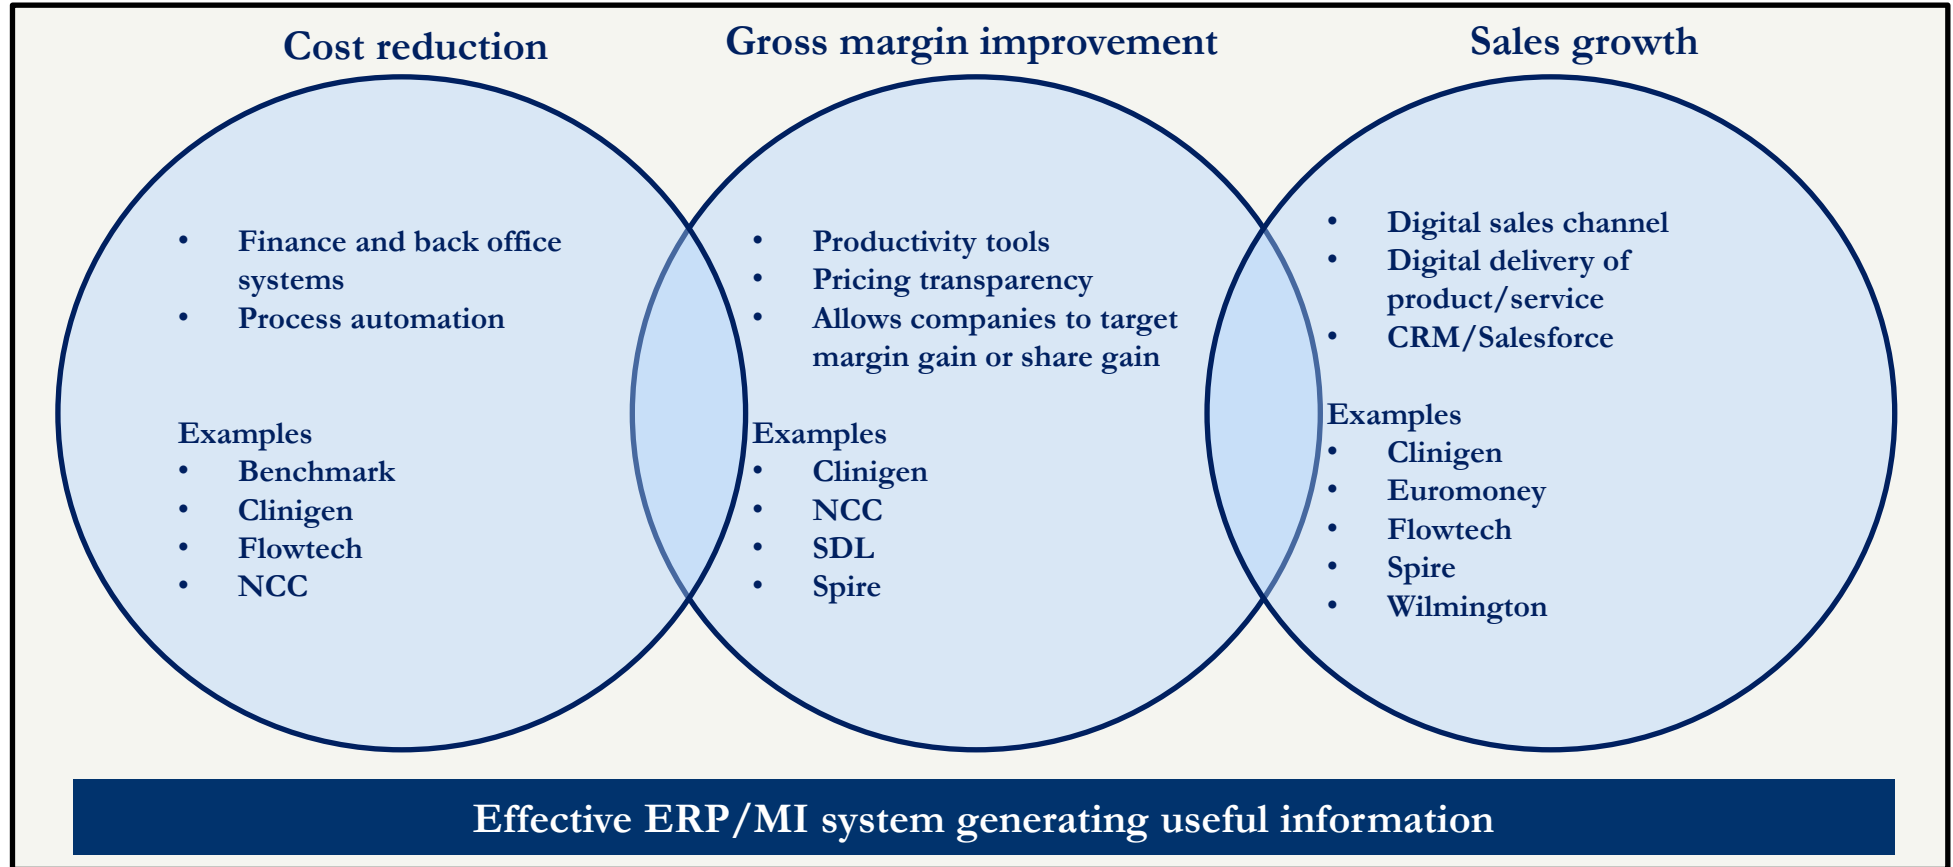 Cost reduction
Gross margin improvement
Sales growth
• Finance and back office
systems
• Process automation
Examples
• Benchmark
• Clinigen
• Flowtech
• NCC
• Productivity tools
• Pricing transparency
• Allows companies to target
margin gain or share gain
Examples
• Clinigen
• NCC
• SDL
• Spire
• Digital sales channel
• Digital delivery of
product/service
• CRM/Salesforce
Examples
• Clinigen
• Euromoney
• Flowtech
• Spire
• Wilmington
Effective ERP/MI system generating useful information